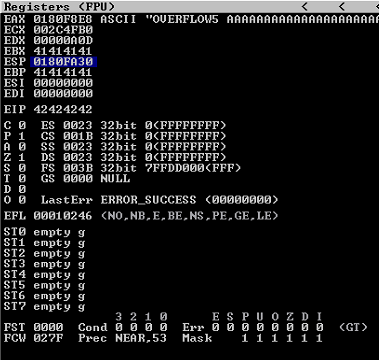 Registers (FPU) < < <
EAX 0180F8E8 ASCII "OVERFLOW5 AAAAAAAAAAAAAAAAAAAAAAAA
ECX 002C4FB0
EDX 00000A0D
EBX 41414141
ESP 0180FA30
EBP 41414141
ESI 00000000
EDI 00000000
EIP 42424242
C 0 ES 0023 32bit 0(FFFFFFFF)
P 1 CS 001B 32bit 0(FFFFFFFF)
A 0 SS 0023 32bit 0(FFFFFFFF)
Z 1 DS 0023 32bit 0(FFFFFFFF)
S 0 FS 003B 32bit 7FFDD000(FFF)
T 0 GS 0000 NULL
D 0
O 0 LastErr ERROR_SUCCESS (00000000)
EFL 00010246 (NO,NB,E,BE,NS,PE,GE,LE)
ST0 empty g
ST1 empty g
ST2 empty g
ST3 empty g
ST4 empty g
ST5 empty g
ST6 empty g
ST7 empty g
3 2 1 0 E S P U O Z D I
FST 0000 Cond 0 0 0 0 Err 0 0 0 0 0 0 0 0 (GT)
FCW 027F Prec NEAR,53 Mask 1 1 1 1 1 1